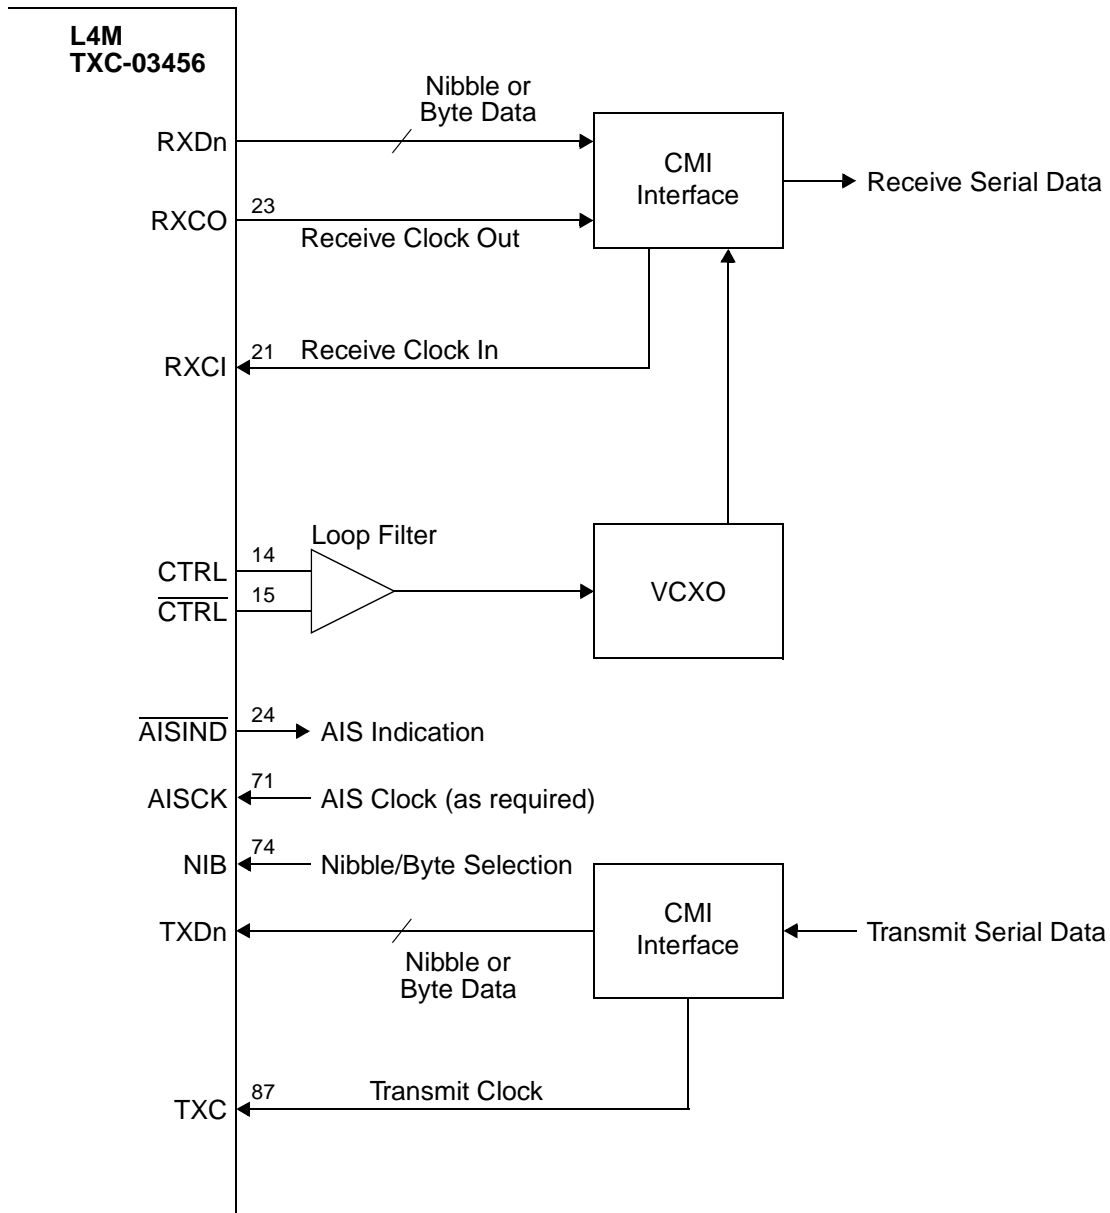 L4M
TXC-03456
Nibble or
Byte Data
RXDn
CMI
Interface
Receive Serial Data
RXCO
23
Receive Clock Out
RXCI
21
Receive Clock In
Loop Filter
CTRL
14
CTRL
15
VCXO
AISIND
24
AIS Indication
AISCK
71
AIS Clock (as required)
NIB
74
Nibble/Byte Selection
TXDn
CMI
Interface
Transmit Serial Data
Nibble or
Byte Data
TXC
87
Transmit Clock